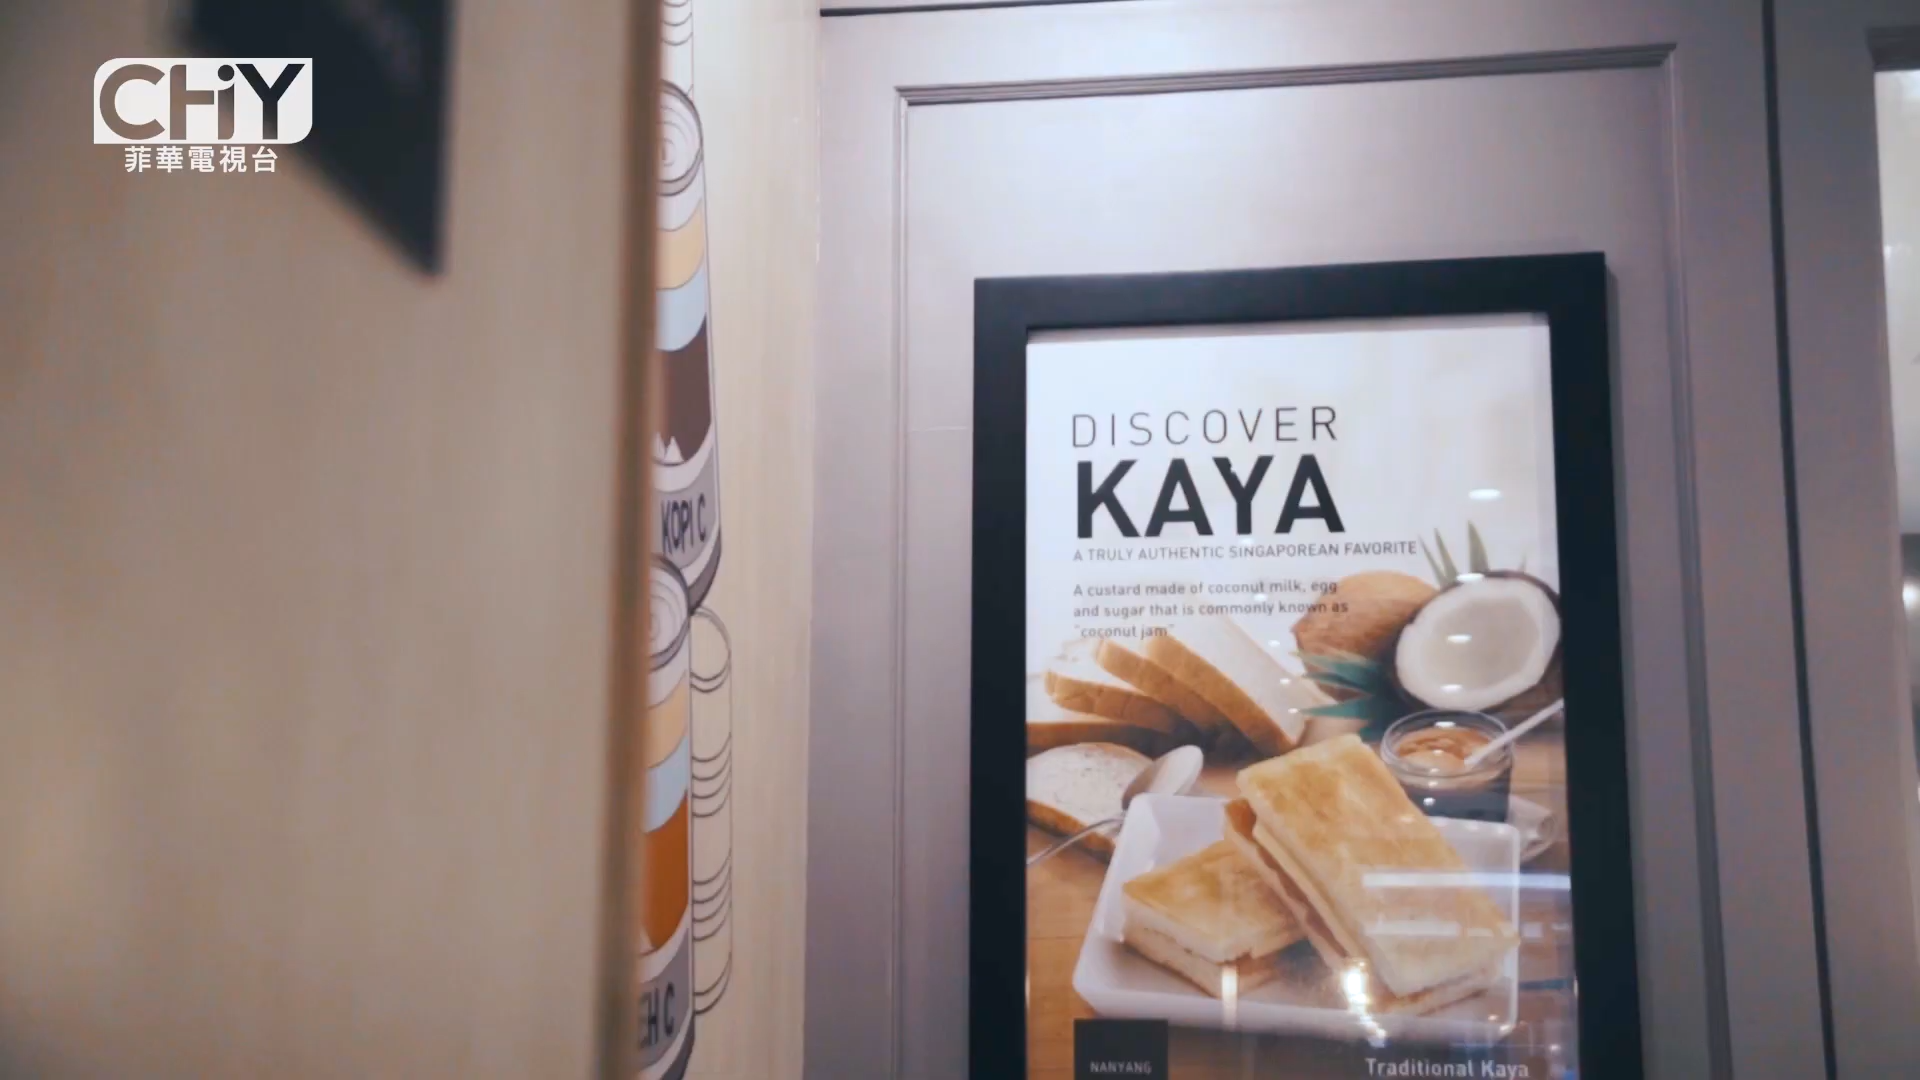 CHiY
菲華電視台
KOPI C
DISCOVER
KAYA
A TRULY AUTHENTIC SINGAPOREAN FAVORITE
A custard made of coconut milk, egg
and sugar that is commonly known as
"coconut jam"
EH C
NANYANG
Traditional Kaya